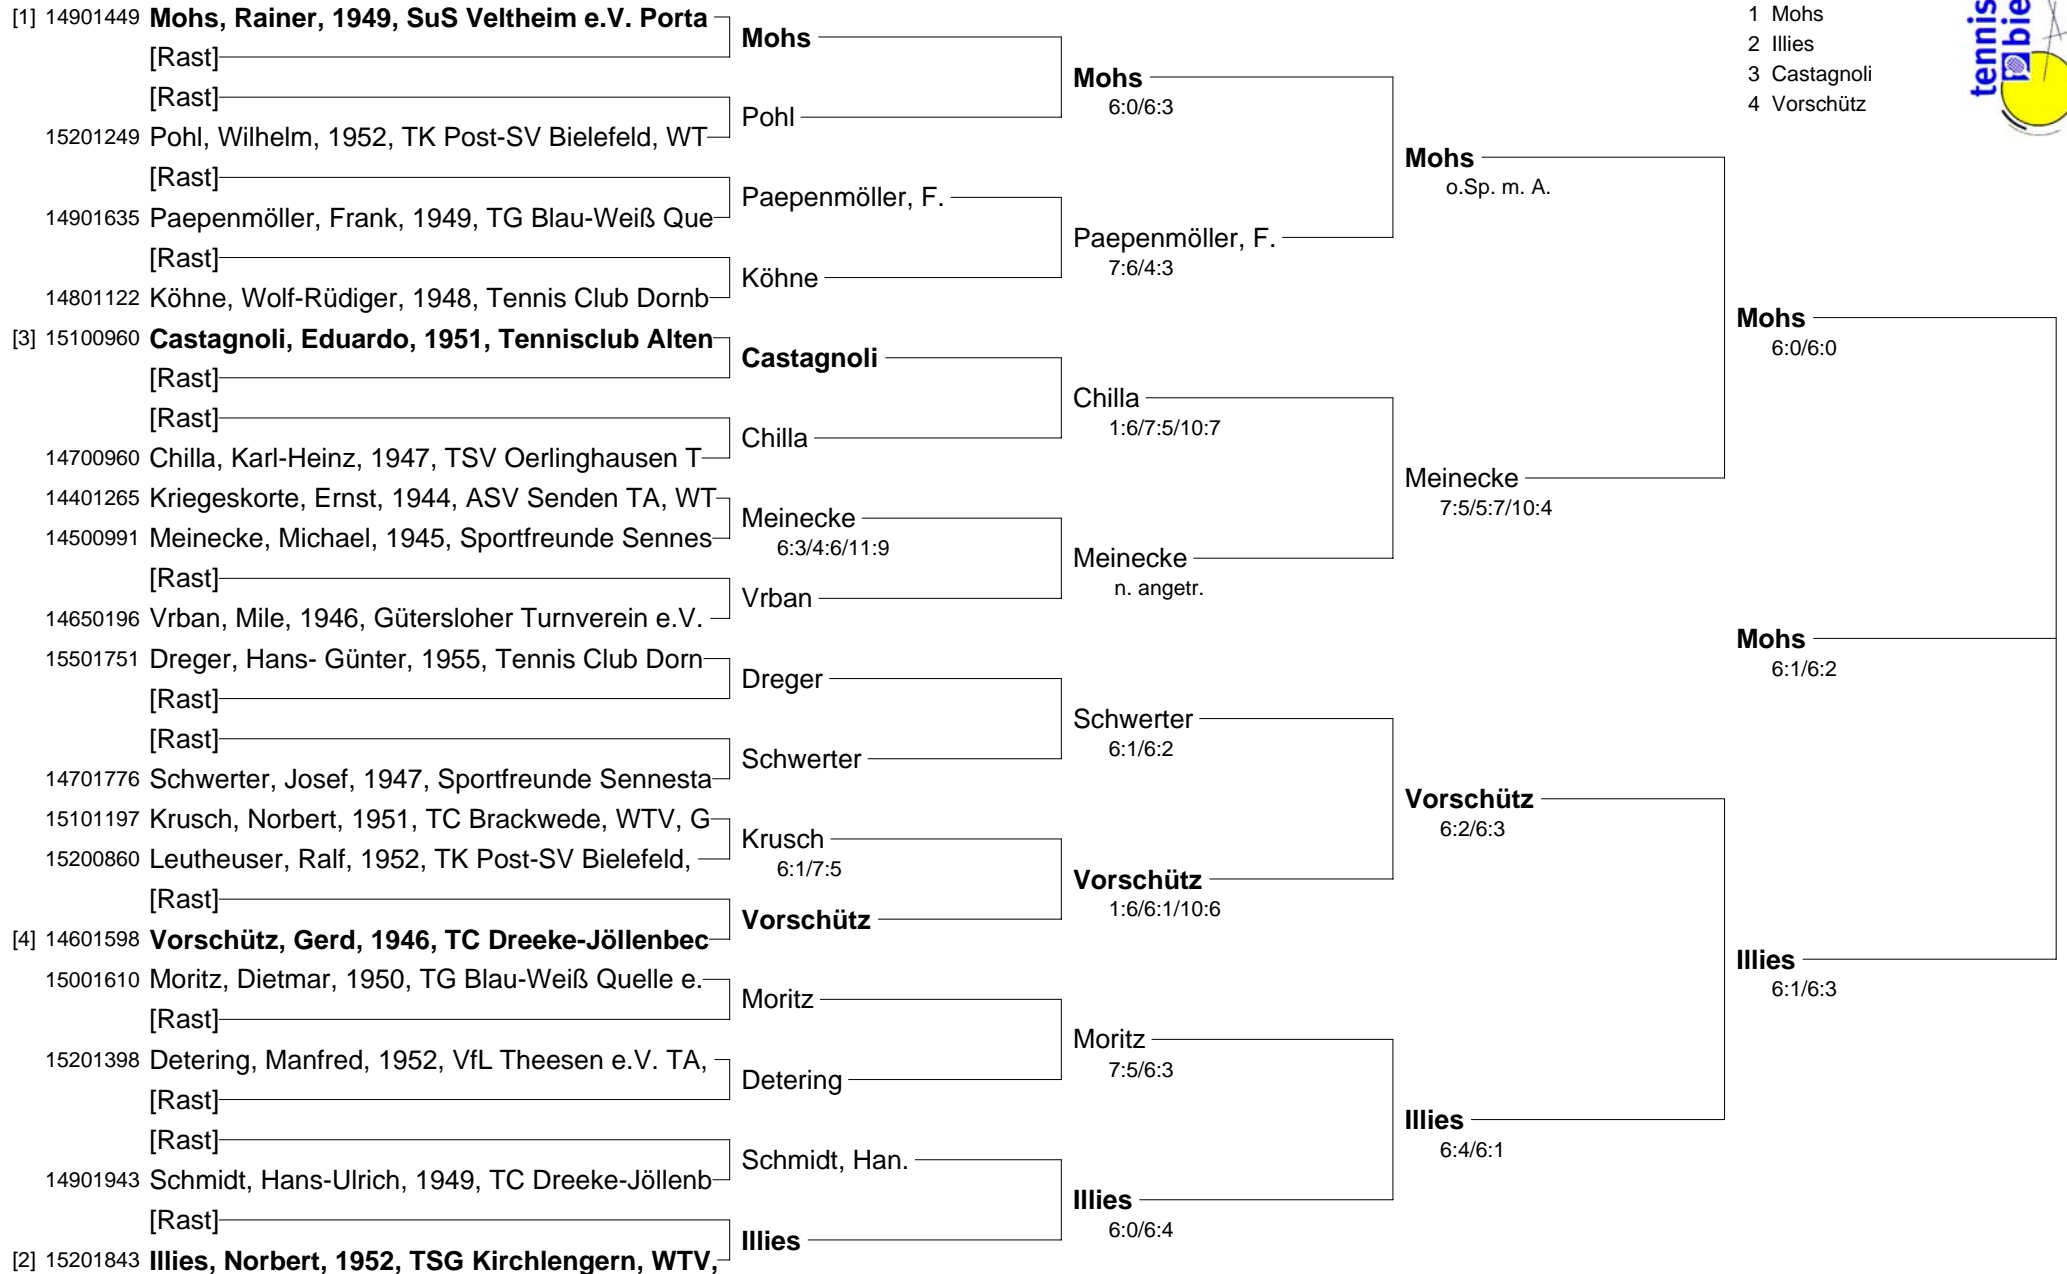 [1] 14901449 Mohs, Rainer, 1949, SuS Veltheim e.V. Porta
[Rast]
[Rast]
15201249 Pohl, Wilhelm, 1952, TK Post-SV Bielefeld, WT
[Rast]
14901635 Paepenmöller, Frank, 1949, TG Blau-Weiß Que
[Rast]
14801122 Köhne, Wolf-Rüdiger, 1948, Tennis Club Dornb
[3] 15100960 Castagnoli, Eduardo, 1951, Tennisclub Alten
[Rast]
[Rast]
14700960 Chilla, Karl-Heinz, 1947, TSV Oerlinghausen T
14401265 Kriegeskorte, Ernst, 1944, ASV Senden TA, WT
14500991 Meinecke, Michael, 1945, Sportfreunde Sennes
[Rast]
14650196 Vrban, Mile, 1946, Gütersloher Turnverein e.V.
15501751 Dreger, Hans- Günter, 1955, Tennis Club Dorn
[Rast]
[Rast]
14701776 Schwerter, Josef, 1947, Sportfreunde Sennesta
15101197 Krusch, Norbert, 1951, TC Brackwede, WTV, G
15200860 Leutheuser, Ralf, 1952, TK Post-SV Bielefeld,
[Rast]
[4] 14601598 Vorschütz, Gerd, 1946, TC Dreeke-Jöllenbec
15001610 Moritz, Dietmar, 1950, TG Blau-Weiß Quelle e.
[Rast]
15201398 Detering, Manfred, 1952, VfL Theesen e.V. TA,
[Rast]
[Rast]
14901943 Schmidt, Hans-Ulrich, 1949, TC Dreeke-Jöllenb
[Rast]
[2] 15201843 Illies, Norbert, 1952, TSG Kirchlengern, WTV,
Mohs
Pohl
Paepenmöller, F.
Köhne
Castagnoli
Chilla
Meinecke
6:3/4:6/11:9
Vrban
Dreger
Schwerter
Krusch
6:1/7:5
Vorschütz
Moritz
Detering
Schmidt, Han.
Illies
Mohs
6:0/6:3
Paepenmöller, F.
7:6/4:3
Chilla
1:6/7:5/10:7
Meinecke
n. angetr.
Schwerter
6:1/6:2
Vorschütz
1:6/6:1/10:6
Moritz
7:5/6:3
Illies
6:0/6:4
Mohs
o.Sp. m. A.
Meinecke
7:5/5:7/10:4
Vorschütz
6:2/6:3
Illies
6:4/6:1
Mohs
6:0/6:0
Mohs
6:1/6:2
Illies
6:1/6:3
1 Mohs
2 Illies
3 Castagnoli
4 Vorschütz
tennis
bie